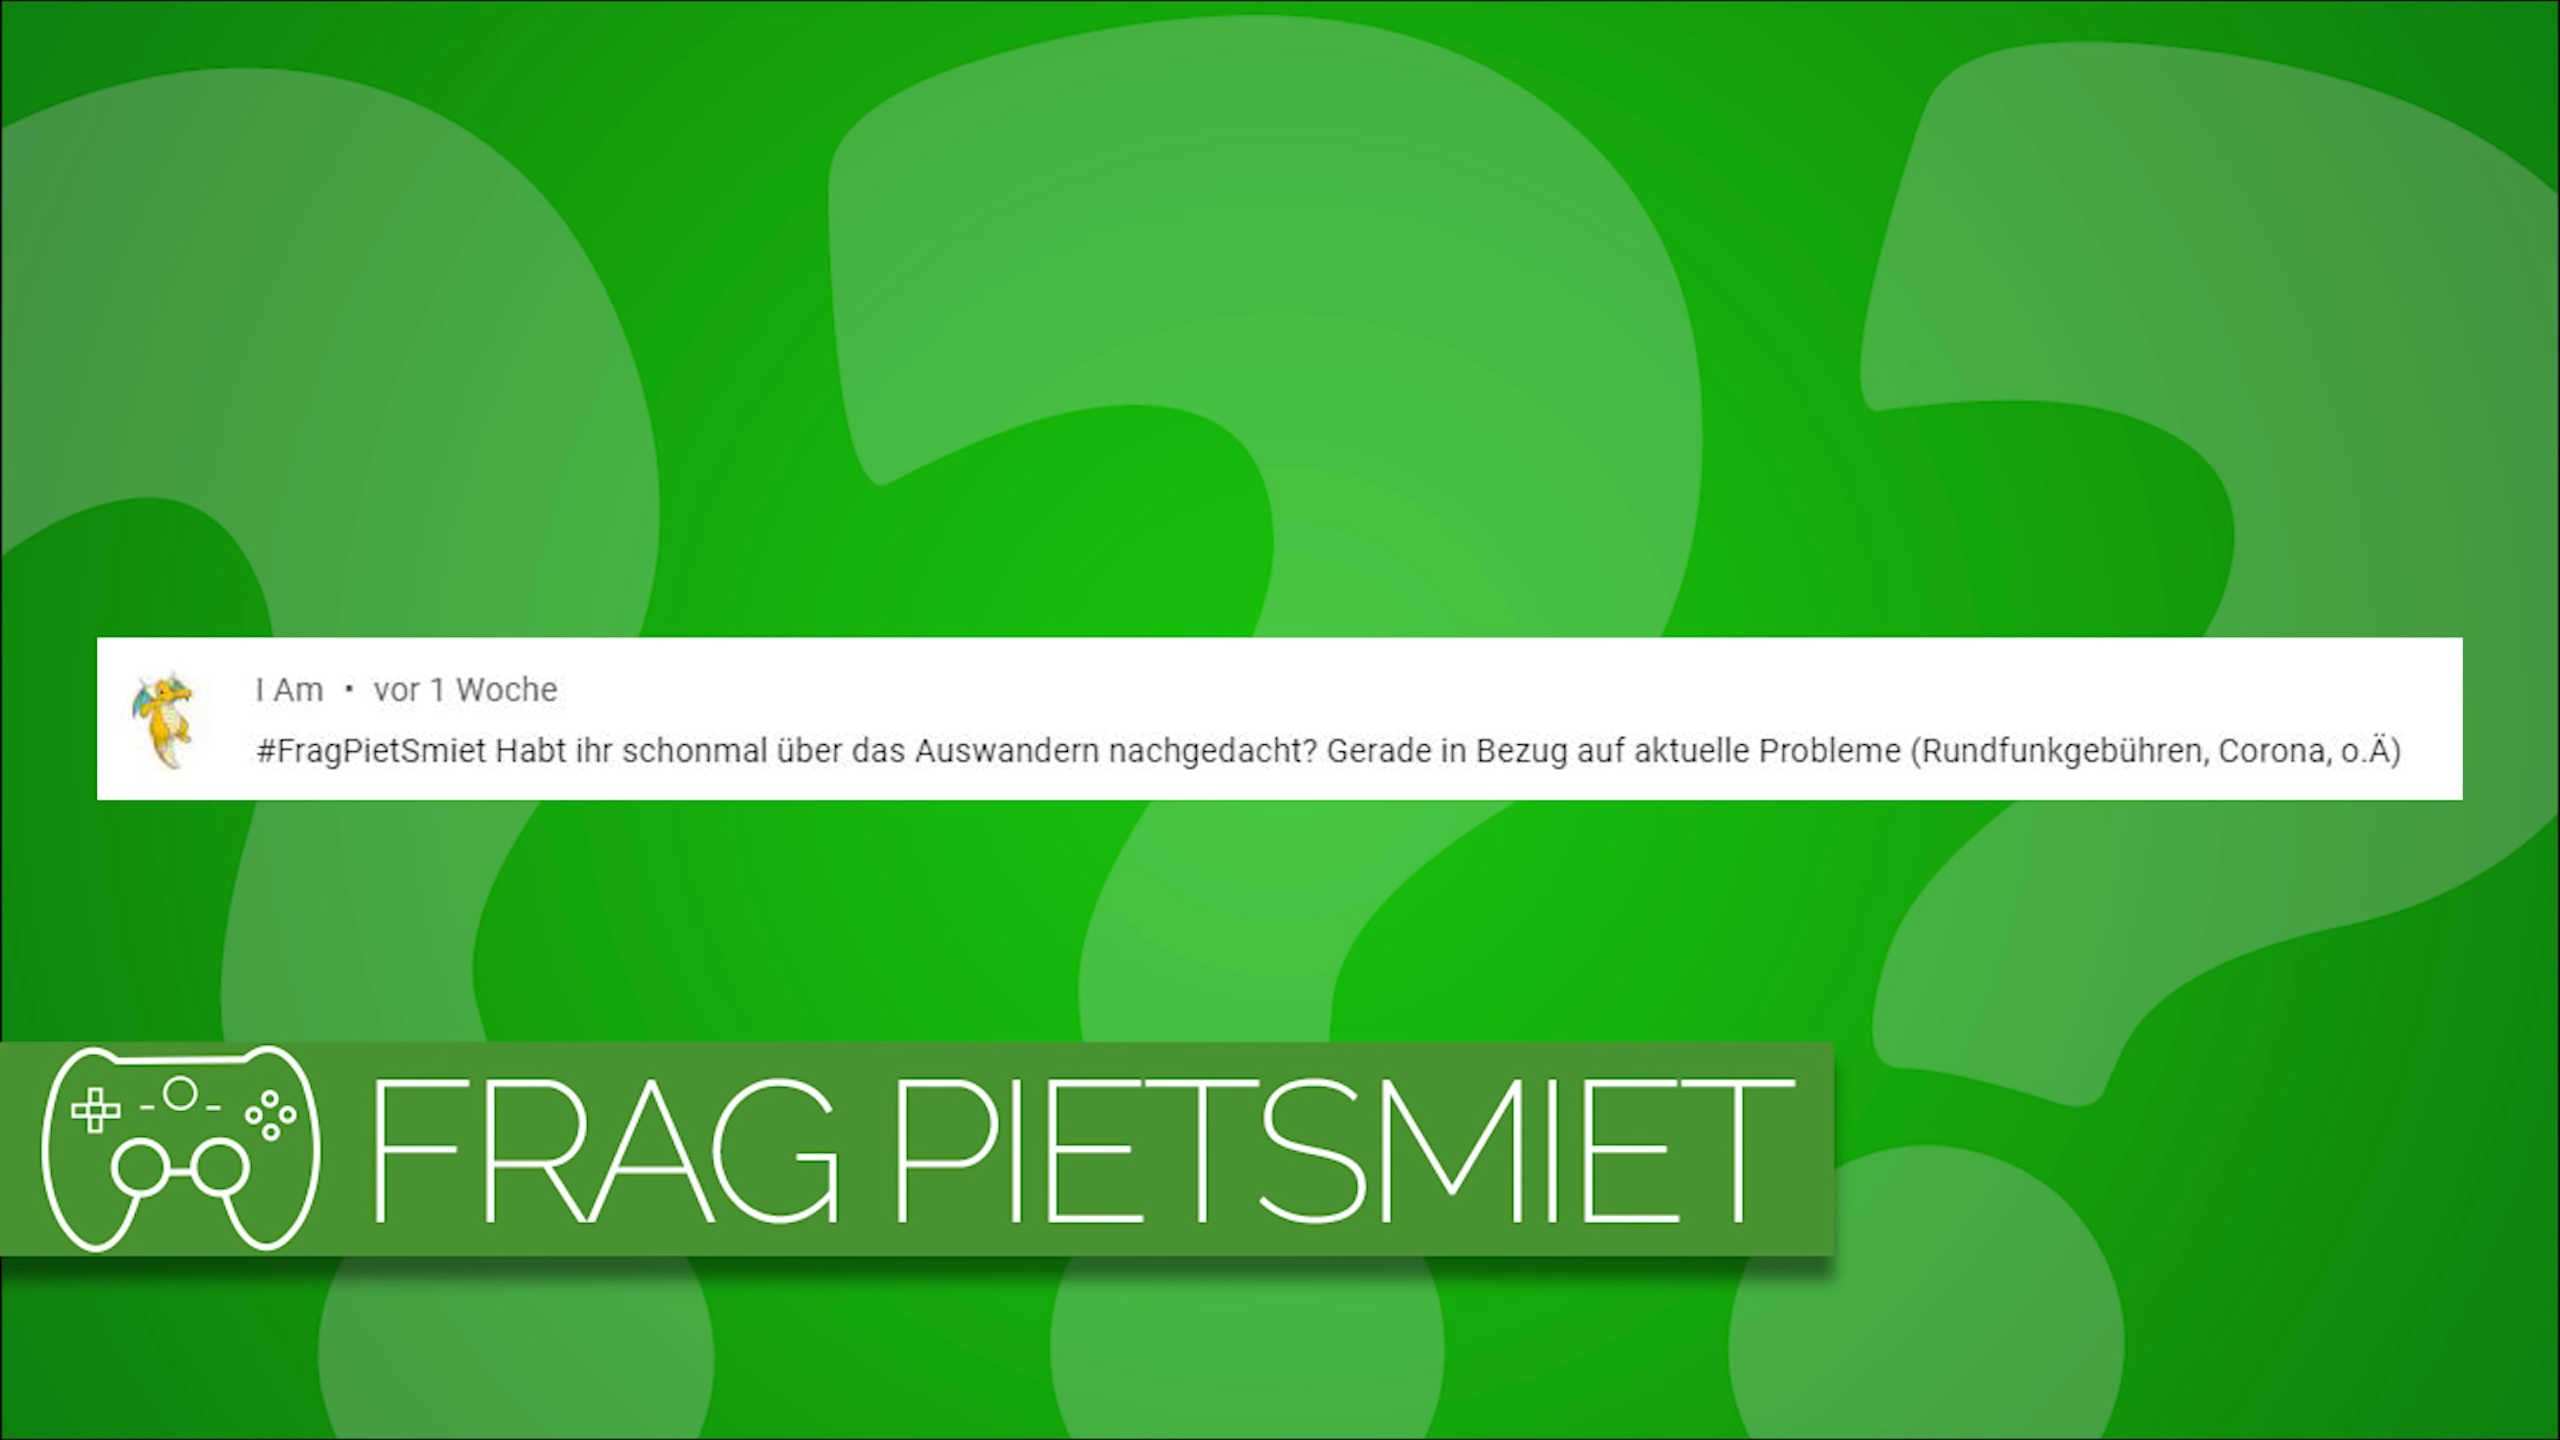 I Am • vor 1 Woche
#FragPietSmiet Habt ihr schonmal über das Auswandern nachgedacht? Gerade in Bezug auf aktuelle Probleme (Rundfunkgebühren, Corona, o.Ä)
FRAG PIETSMIET